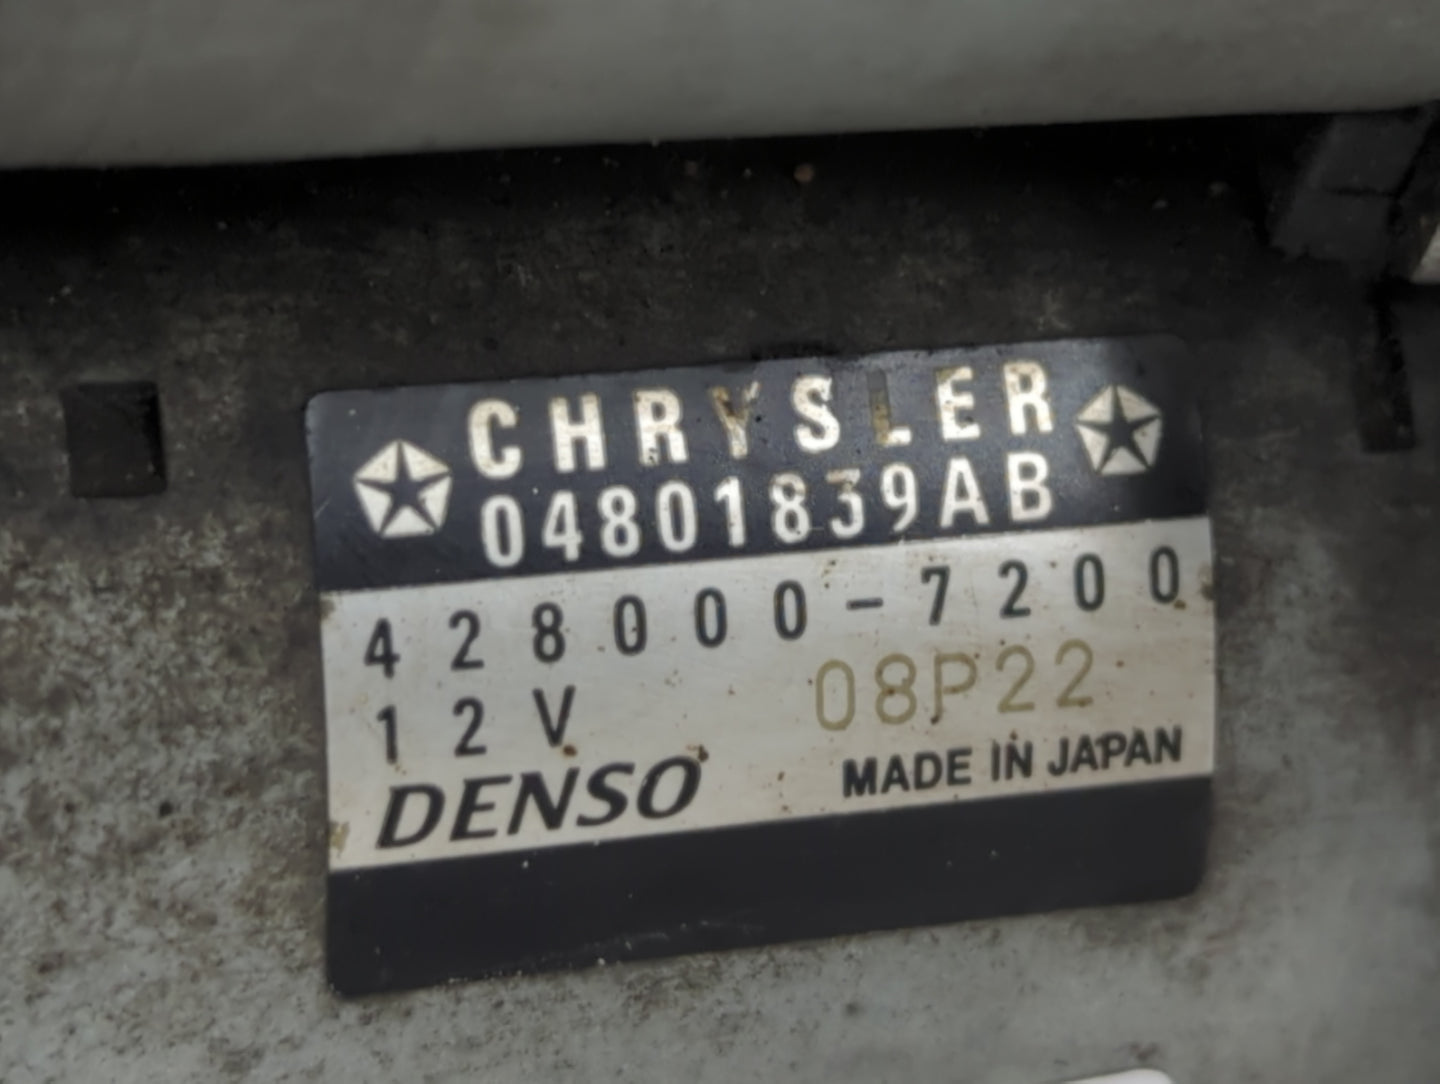 CHRYSLER
04801839AB
428000-7200
12V 08P22
DENSO MADE IN JAPAN